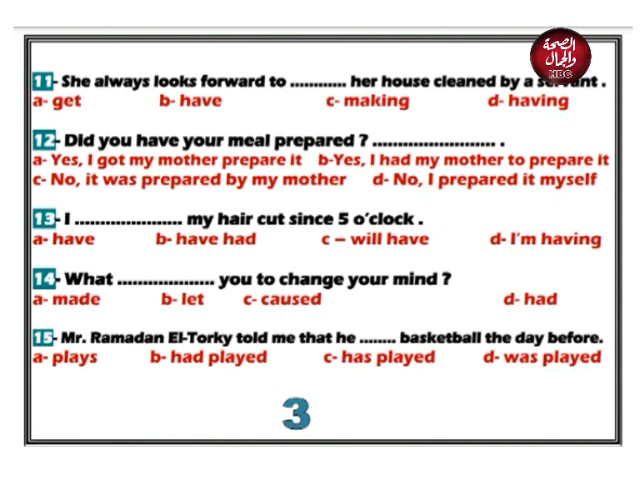 الصحة
والجمال
HBC
11- She always looks forward to ............ her house cleaned by a servant .
a- get b- have c- making d- having
12- Did you have your meal prepared ? .......................... .
a- Yes, I got my mother prepare it b-Yes, I had my mother to prepare it
c- No, it was prepared by my mother d- No, I prepared it myself
13- I ...................... my hair cut since 5 o'clock .
a- have b- have had c – will have d- I'm having
14- What .................... you to change your mind ?
a- made b- let c- caused d- had
15- Mr. Ramadan El-Torky told me that he ........ basketball the day before.
a- plays b- had played c- has played d- was played
3